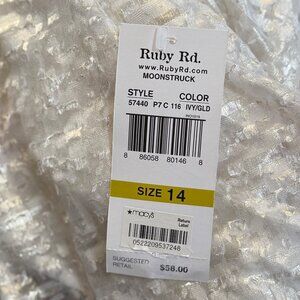 Ruby Rd.
www.RubyRd.com
MOONSTRUCK
STYLE COLOR
57440 P7 C 116 IVY/GLD
8 86058 80146 8
SIZE 14
★macy's
Return
Label
0523209537248
SUGGESTED
RETAIL $58.00